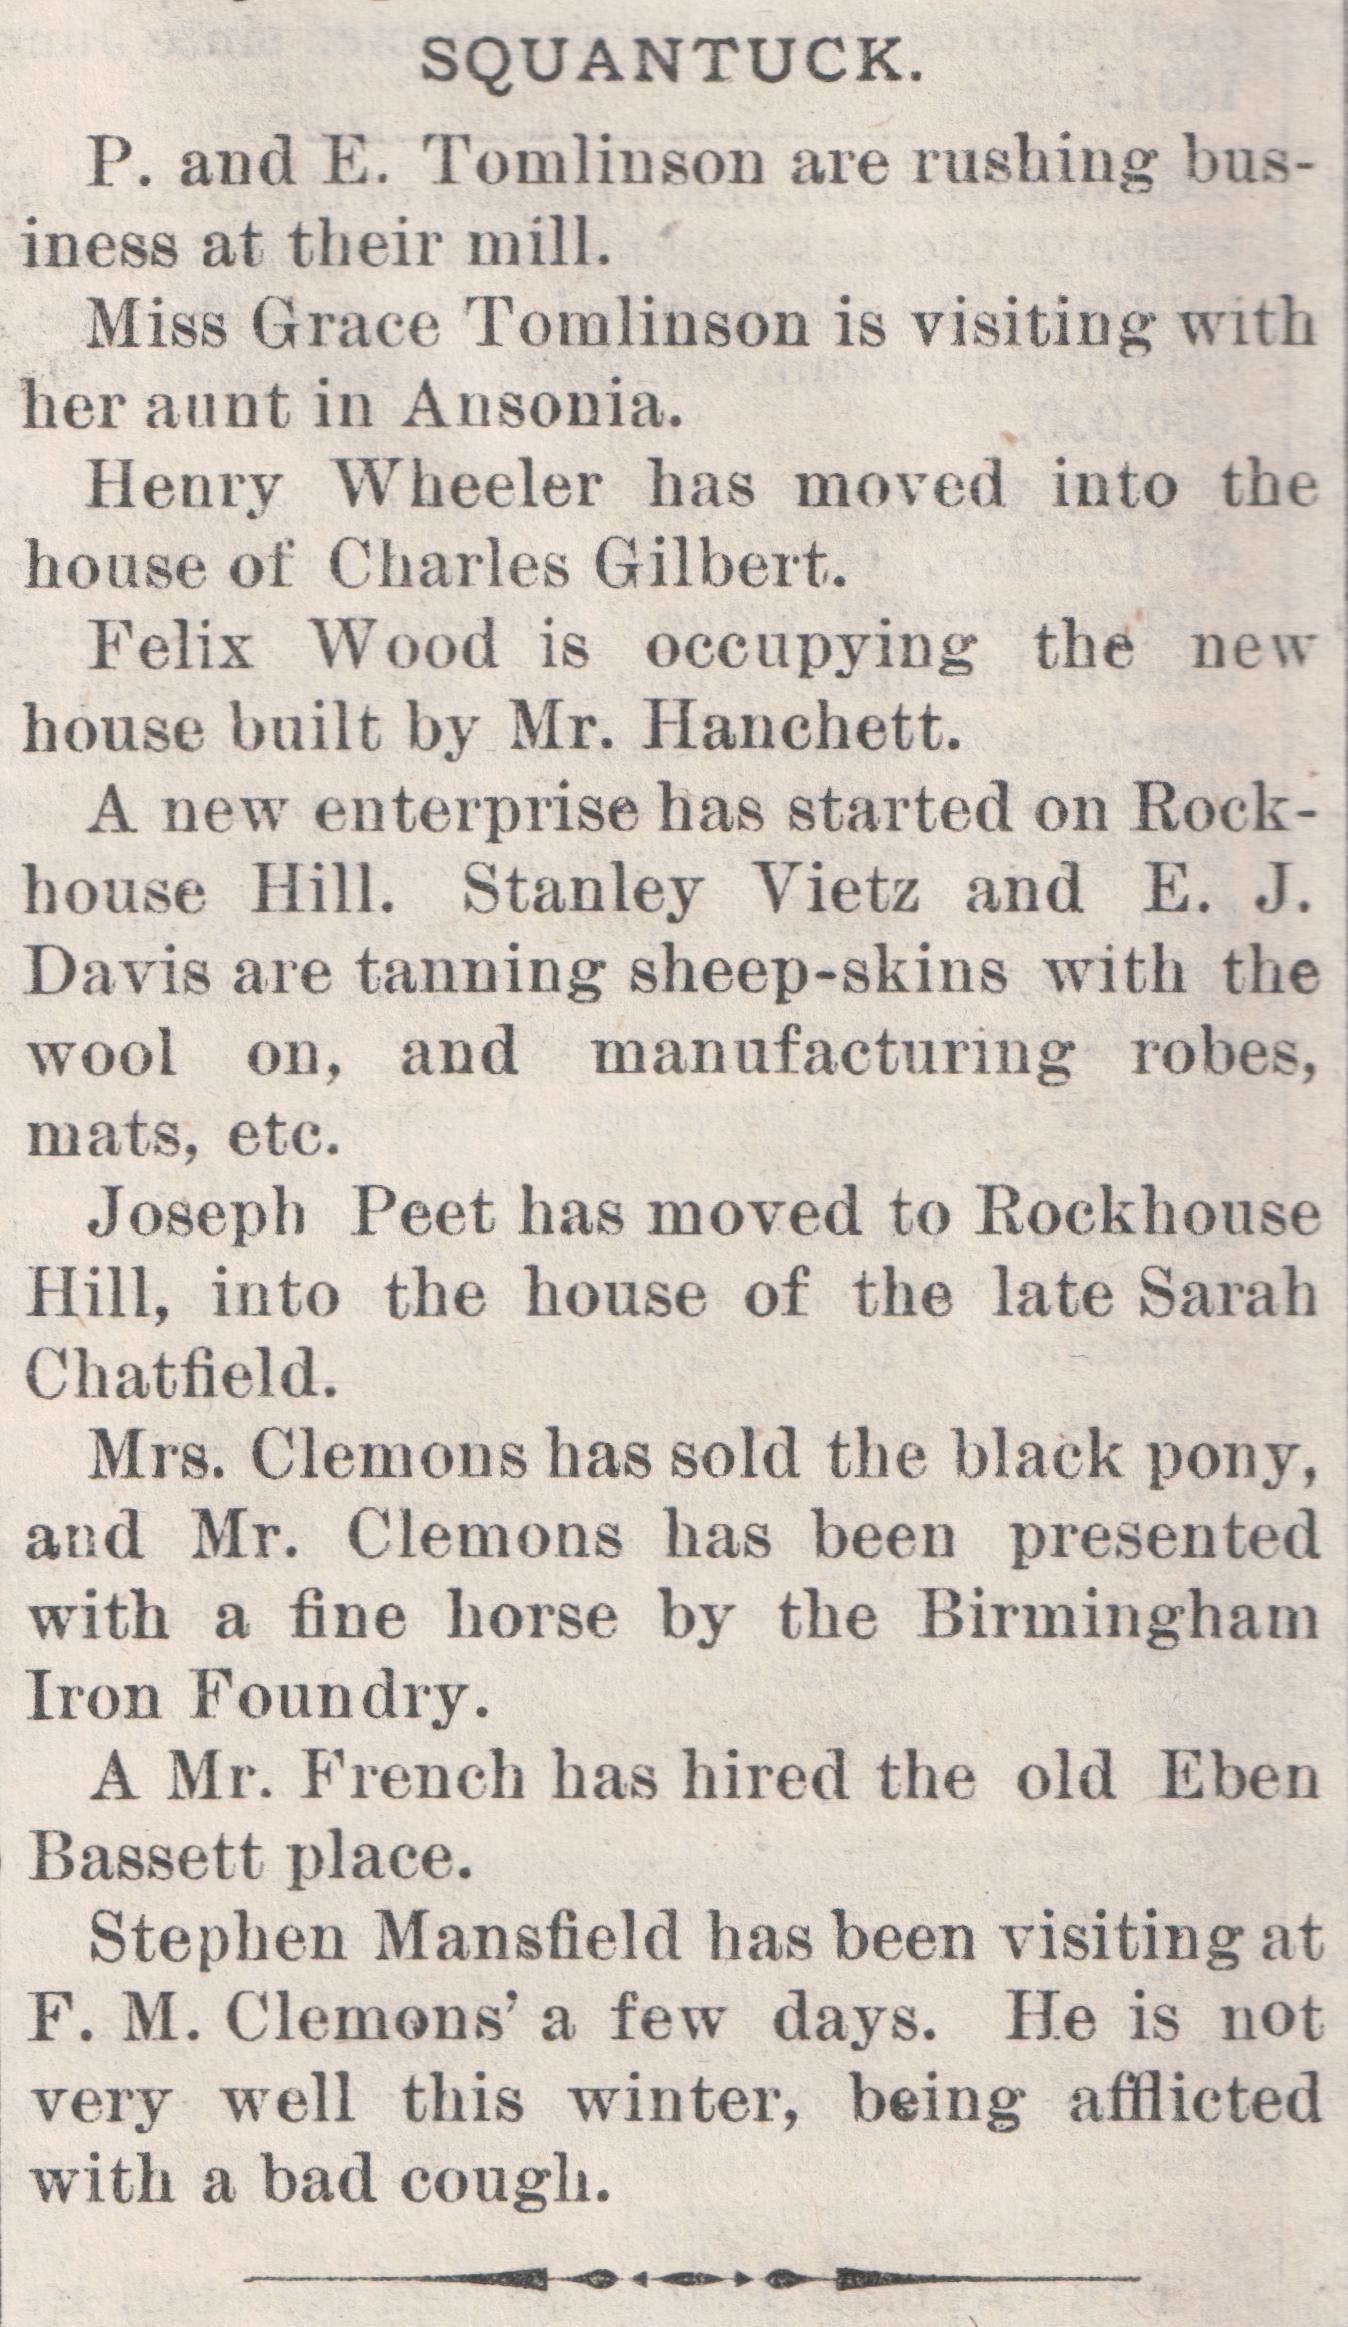 SQUANTUCK.
P. and E. Tomlinson are rushing bus-
iness at their mill.
Miss Grace Tomlinson is visiting with
her aunt in Ansonia.
Henry Wheeler has moved into the
house of Charles Gilbert.
Felix Wood is occupying the new
house built by Mr. Hanchett.
A new enterprise has started on Rock-
house Hill. Stanley Vietz and E. J.
Davis are tanning sheep-skins with the
wool on, and manufacturing robes,
mats, etc.
Joseph Peet has moved to Rockhouse
Hill, into the house of the late Sarah
Chatfield.
Mrs. Clemons has sold the black pony,
and Mr. Clemons has been presented
with a fine horse by the Birmingham
Iron Foundry.
A Mr. French has hired the old Eben
Bassett place.
Stephen Mansfield has been visiting at
F. M. Clemons' a few days. He is not
very well this winter, being afflicted
with a bad cough.